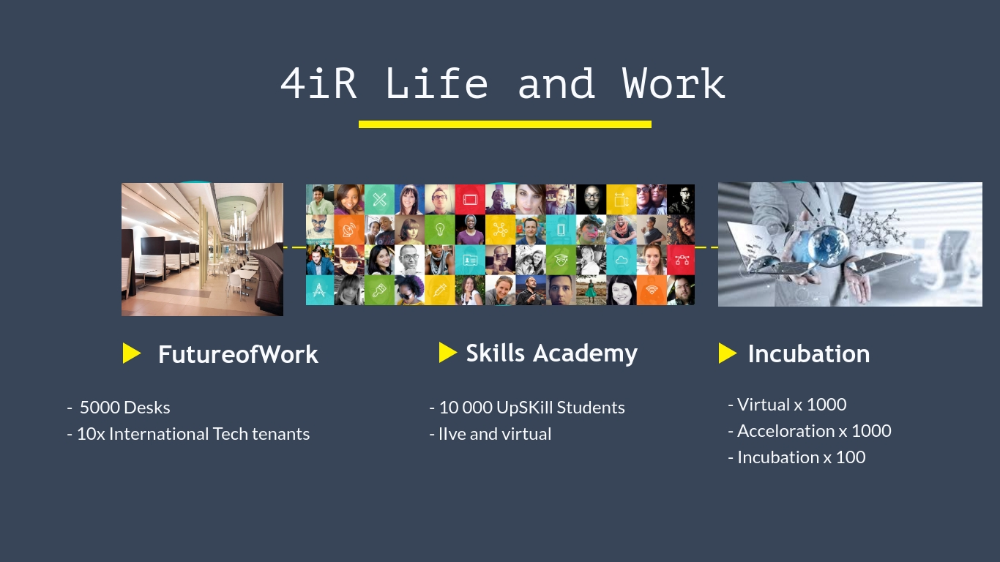 4iR Life and Work
FutureofWork
- 5000 Desks
- 10x International Tech tenants
Skills Academy
- 10 000 UpSKill Students
- lIve and virtual
Incubation
- Virtual x 1000
- Acceloration x 1000
- Incubation x 100